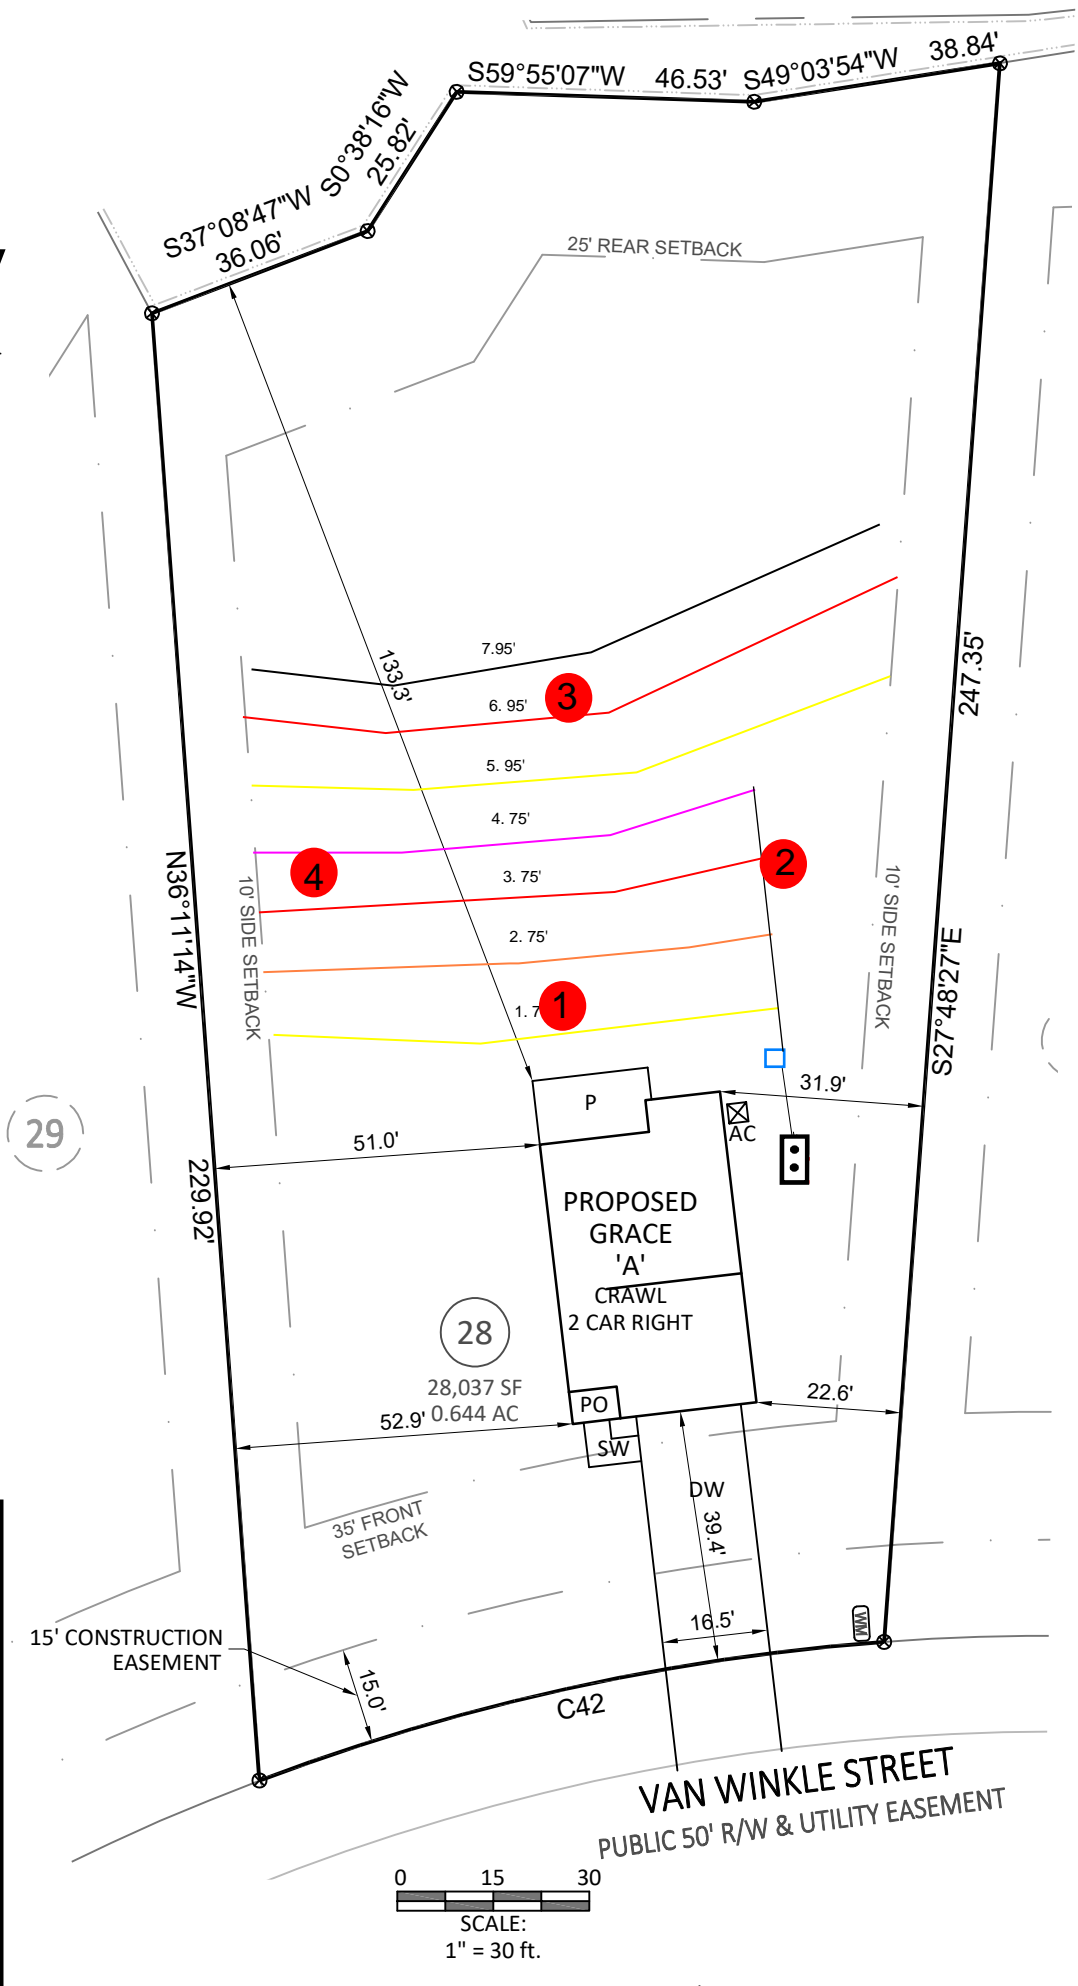 S59°55'07"W 46.53' S49°03'54"W 38.84'
S0°38'16"W
25.82'
S37°08'47"W
36.06'
25' REAR SETBACK
133.3'
7.95'
6. 95'
3
5. 95'
4. 75'
4
3. 75'
2
2. 75'
1
247.35'
S27°48'27"E
N36°11'14"W
229.92'
10' SIDE SETBACK
10' SIDE SETBACK
29
51.0'
31.9'
P
AC
PROPOSED
GRACE
'A'
CRAWL
2 CAR RIGHT
28
28,037 SF
0.644 AC
52.9'
22.6'
PO
SW
DW
39.4'
35' FRONT
SETBACK
16.5'
WM
15' CONSTRUCTION
EASEMENT
15.0'
C42
VAN WINKLE STREET
PUBLIC 50' R/W & UTILITY EASEMENT
0 15 30
SCALE:
1" = 30 ft.